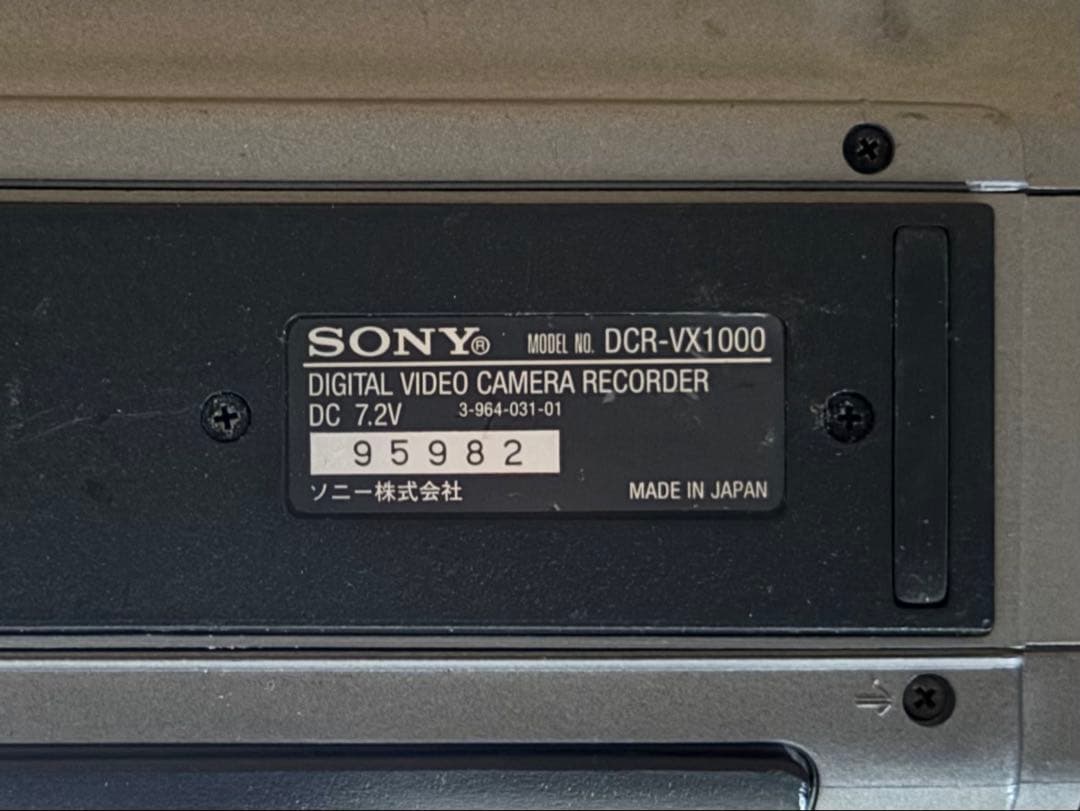 SONY® MODEL NO. DCR-VX1000
DIGITAL VIDEO CAMERA RECORDER
DC 7.2V 3-964-031-01
95982
ソニー株式会社 MADE IN JAPAN